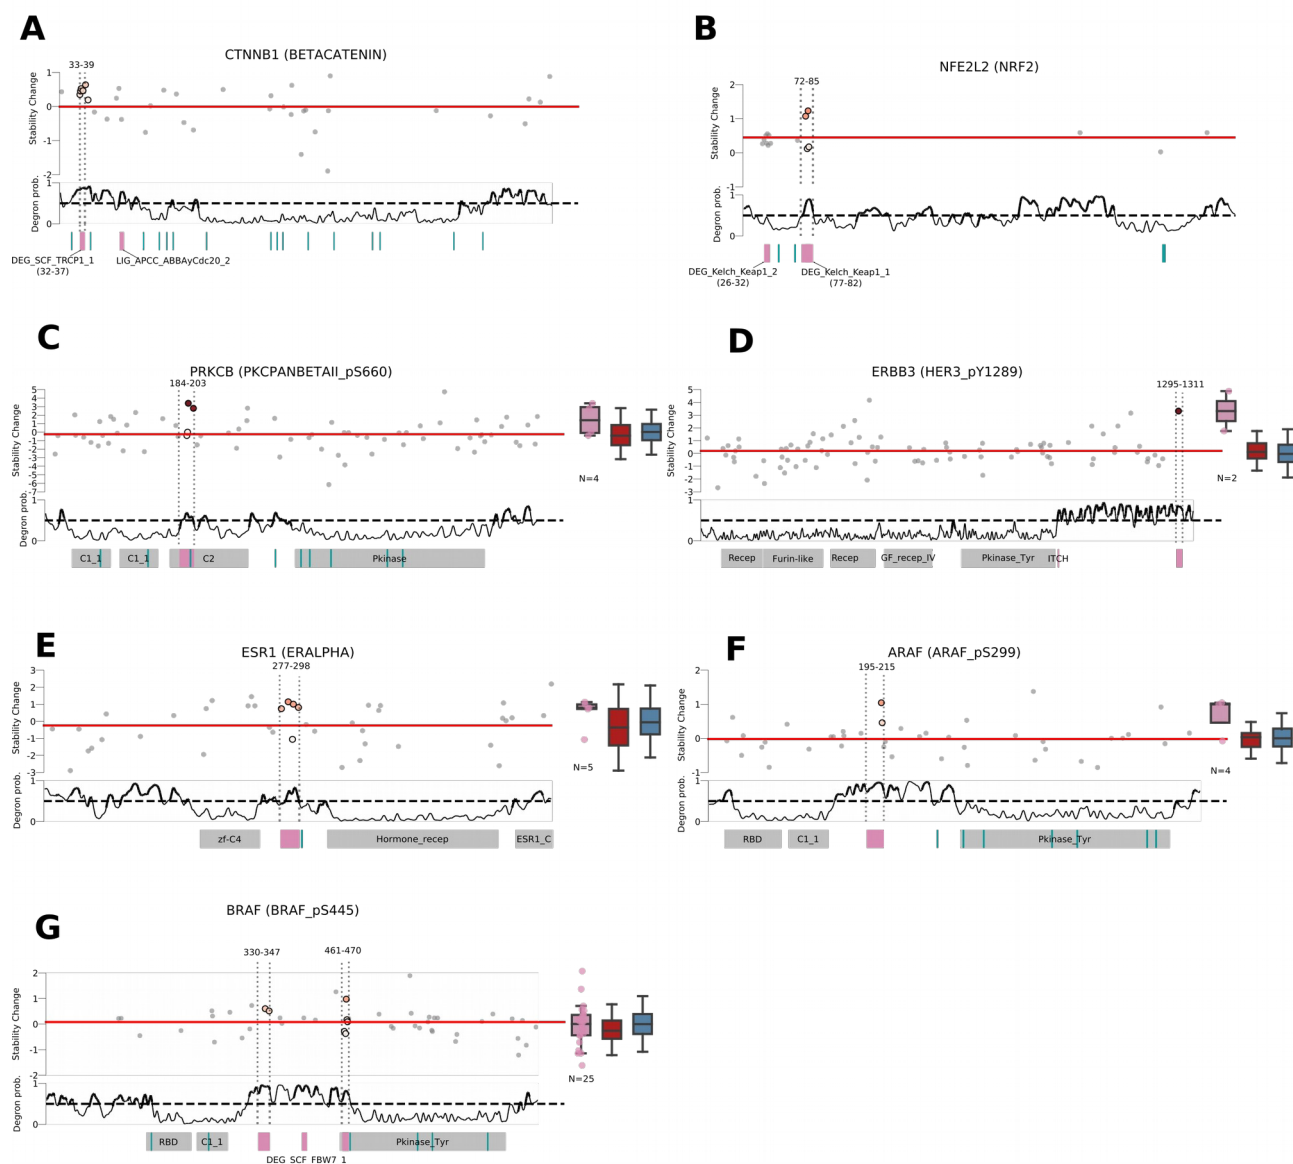 A
CTNNB1 (BETACATENIN)
33-39
Stability Change
1
0
-1
-2
Degron prob.
1
0
DEG_SCF_TRCP1_1
(32-37)
LIG_APCC_ABBAyCdc20_2
B
NFE2L2 (NRF2)
72-85
Stability Change
2
1
0
-1
Degron prob.
1
0
DEG_Kelch_Keap1_2
(26-32)
DEG_Kelch_Keap1_1
(77-82)
C
PRKCB (PKCPANBETAII_pS660)
184-203
Stability Change
5
4
3
2
1
0
-1
-2
-3
-4
-5
-6
-7
N=4
Degron prob.
1
0
C1_1
C1_1
C2
Pkinase
D
ERBB3 (HER3_pY1289)
1295-1311
Stability Change
5
4
3
2
1
0
-1
-2
-3
N=2
Degron prob.
1
0
Recep
Furin-like
Recep
GF_recep_IV
Pkinase_Tyr
ITCH
E
ESR1 (ERALPHA)
277-298
Stability Change
3
2
1
0
-1
-2
-3
N=5
Degron prob.
1
0
zf-C4
Hormone_recep
ESR1_C
F
ARAF (ARAF_pS299)
195-215
Stability Change
2
1
0
-1
N=4
Degron prob.
1
0
RBD
C1_1
Pkinase_Tyr
G
BRAF (BRAF_pS445)
330-347
461-470
Stability Change
2
1
0
-1
-2
N=25
Degron prob.
1
0
RBD
C1_1
Pkinase_Tyr
DEG_SCF_FBW7_1